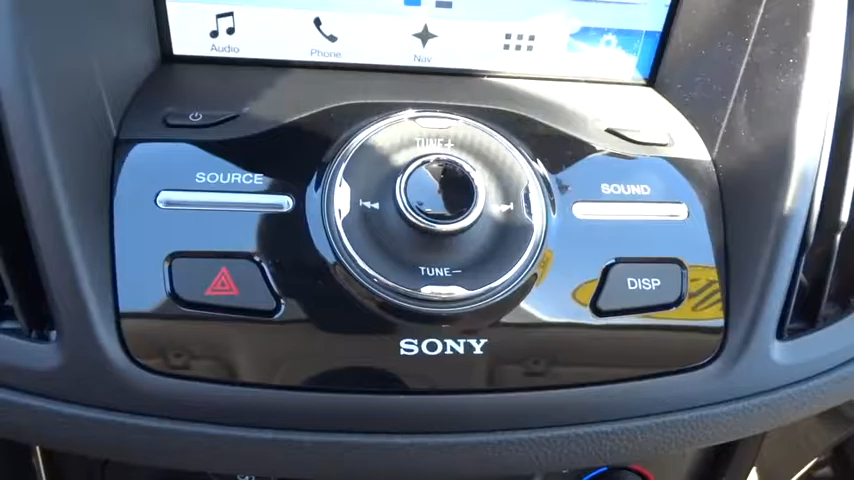 Audio
Phone
Nav
TUNE+
SOURCE
SOUND
TUNE–
DISP
SONY